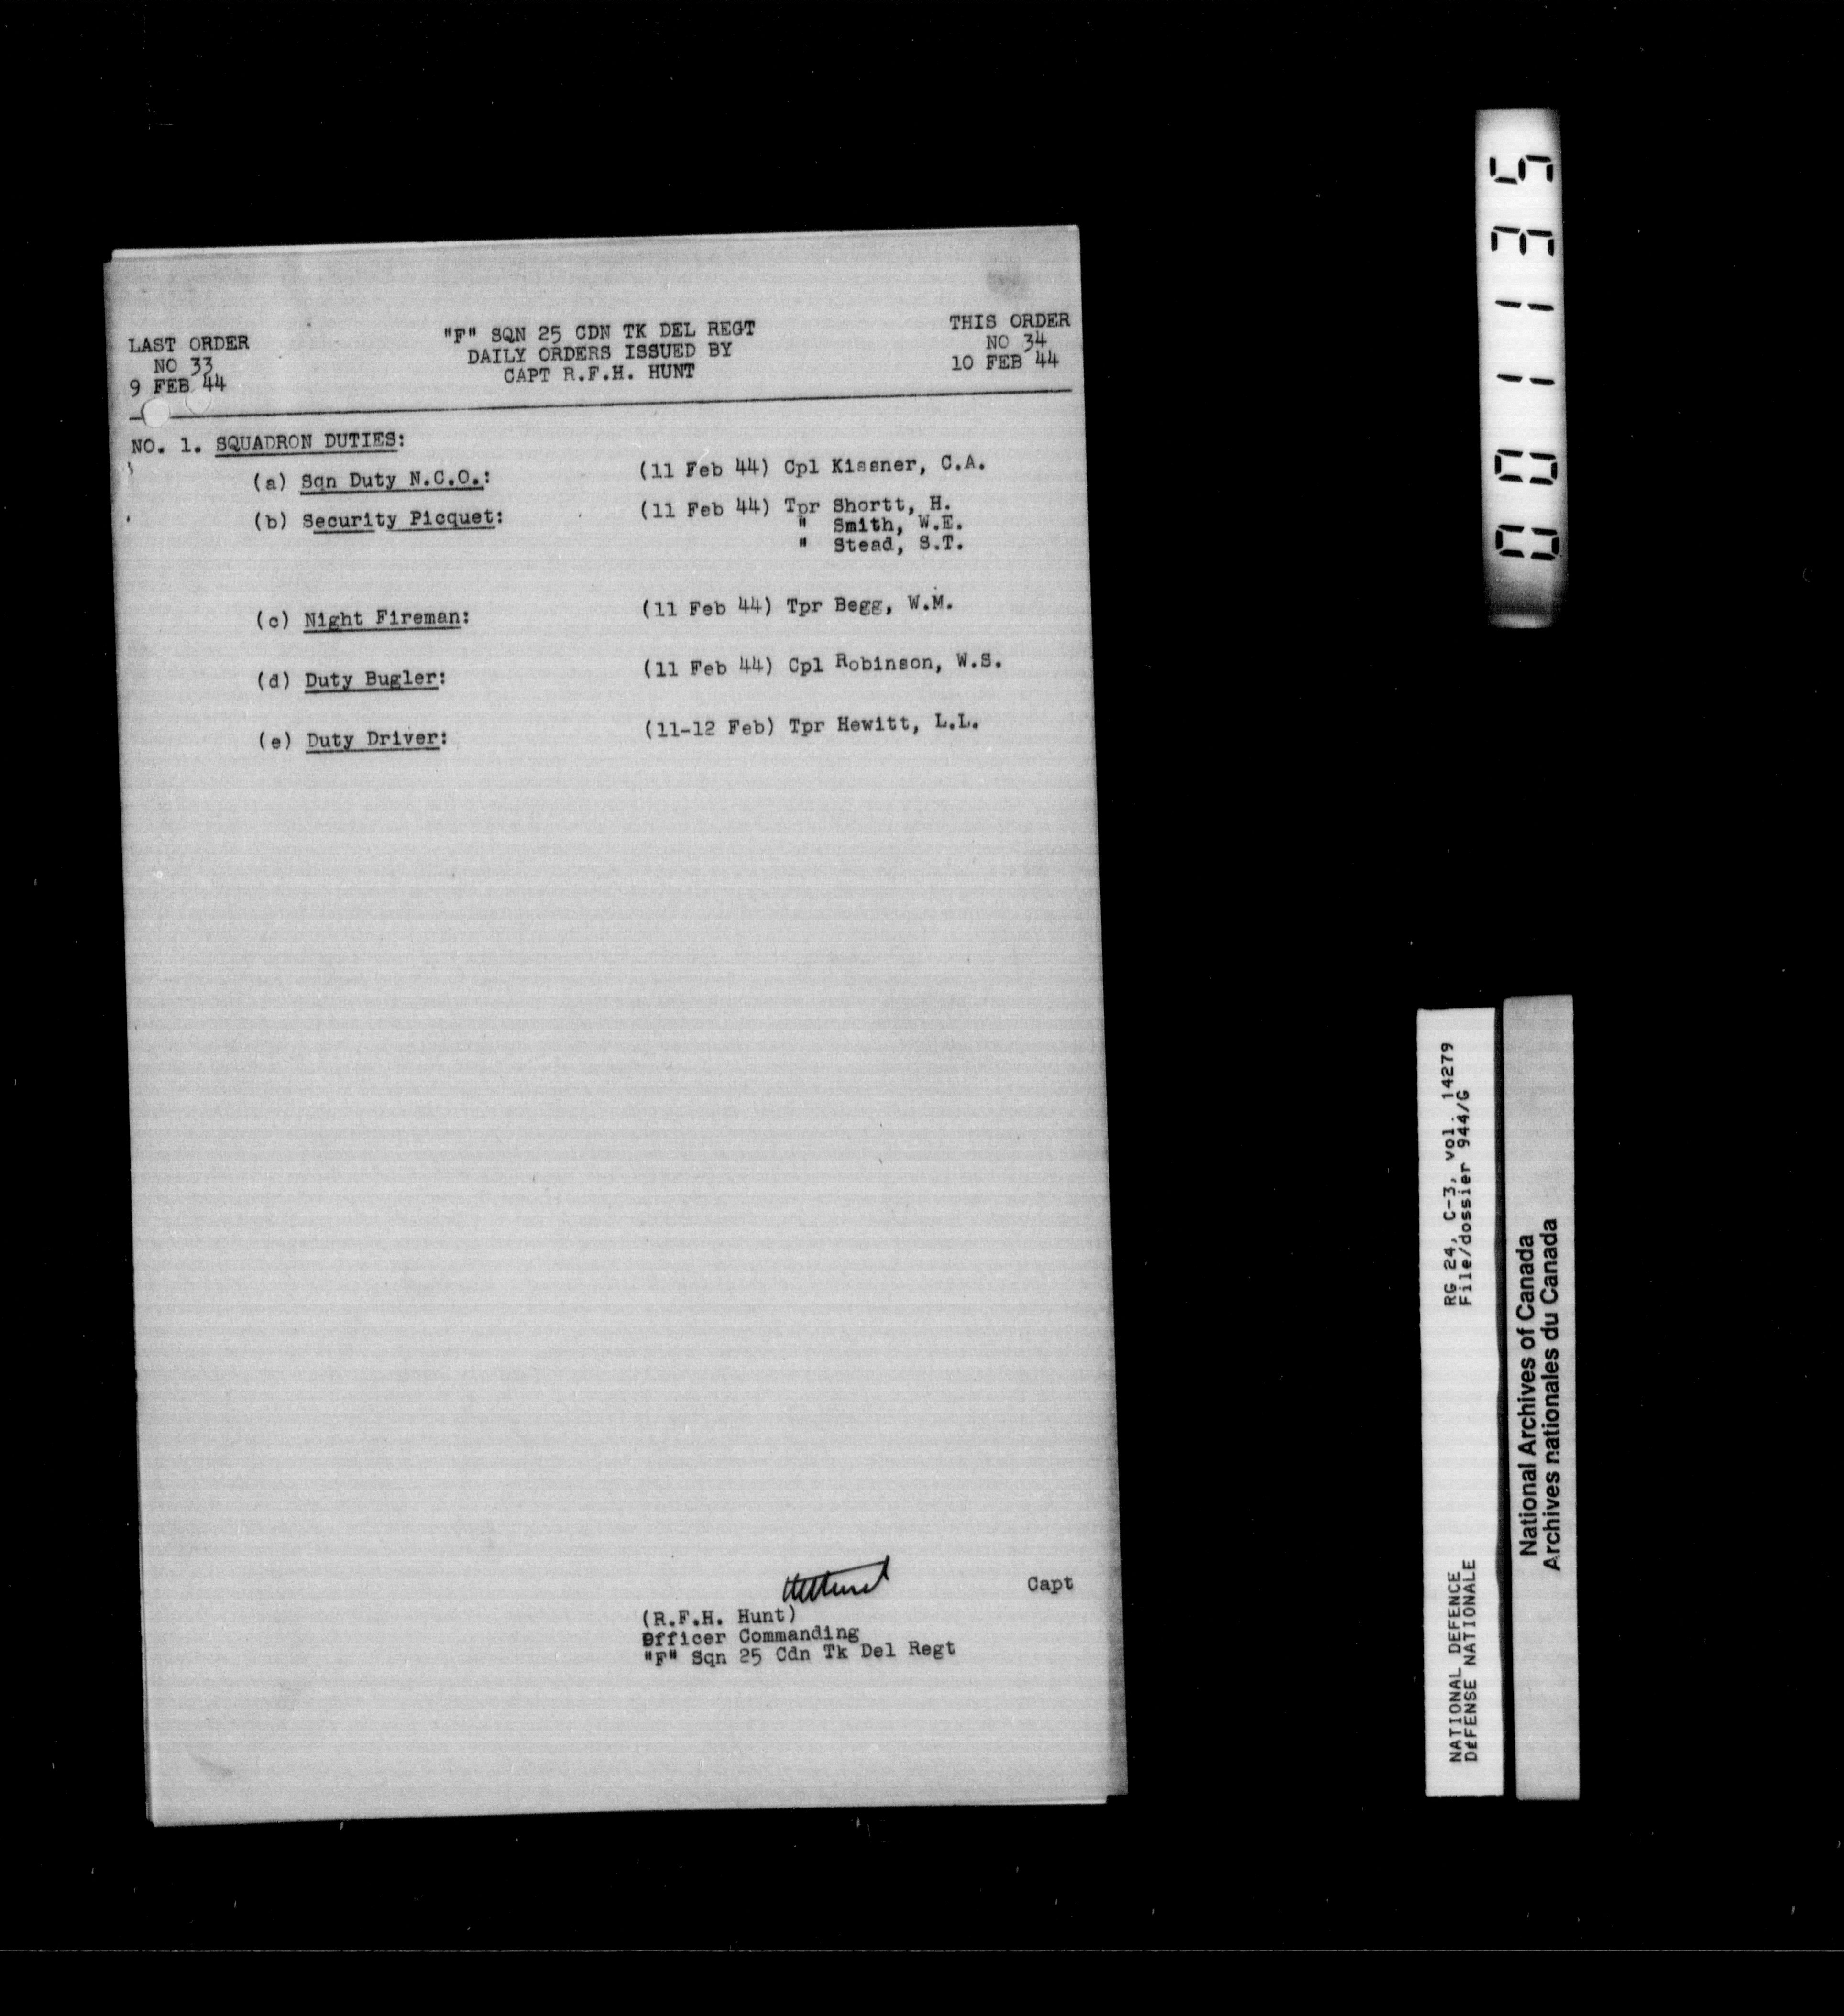 LAST ORDER
NO 33
9 FEB 44
"F" SQN 25 CDN TK DEL REGT
DAILY ORDERS ISSUED BY
CAPT R.F.H. HUNT
THIS ORDER
NO 34
10 FEB 44
NO. 1. SQUADRON DUTIES:
(a) Sqn Duty N.C.O.: (11 Feb 44) Cpl Kissner, C.A.
(b) Security Picquet: (11 Feb 44) Tpr Shortt, H.
" Smith, W.E.
" Stead, S.T.
(c) Night Fireman: (11 Feb 44) Tpr Begg, W.M.
(d) Duty Bugler: (11 Feb 44) Cpl Robinson, W.S.
(e) Duty Driver: (11-12 Feb) Tpr Hewitt, L.L.
Capt
(R.F.H. Hunt)
Officer Commanding
"F" Sqn 25 Cdn Tk Del Regt
001135
NATIONAL DEFENCE RG 24, C-3, vol. 14279
DÉFENSE NATIONALE File/dossier 944/G
National Archives of Canada
Archives nationales du Canada